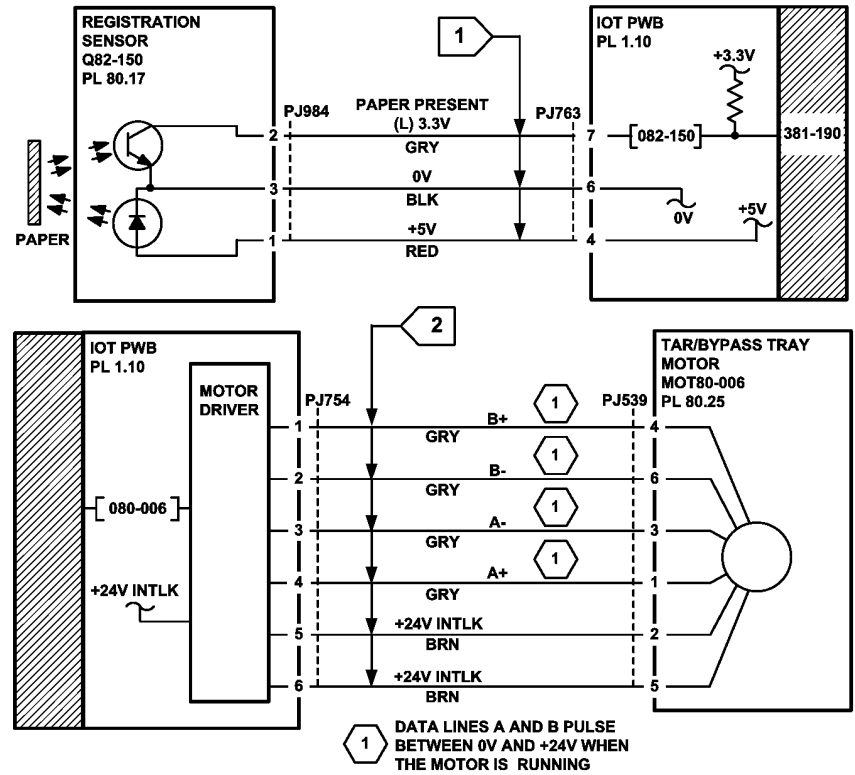 REGISTRATION
SENSOR
Q82-150
PL 80.17
1
IOT PWB
PL 1.10
+3.3V
PJ984
PAPER PRESENT
(L) 3.3V
PJ763
2
GRY
7
082-150
381-190
3
0V
BLK
6
0V
+5V
PAPER
1
+5V
RED
4
2
IOT PWB
PL 1.10
TAR/BYPASS TRAY
MOTOR
MOT80-006
PL 80.25
MOTOR
DRIVER
PJ754
PJ539
1
B+
GRY
1
4
2
B-
GRY
1
6
080-006
3
A-
GRY
1
3
+24V INTLK
4
A+
GRY
1
1
5
+24V INTLK
BRN
2
6
+24V INTLK
BRN
5
1
DATA LINES A AND B PULSE
BETWEEN 0V AND +24V WHEN
THE MOTOR IS RUNNING